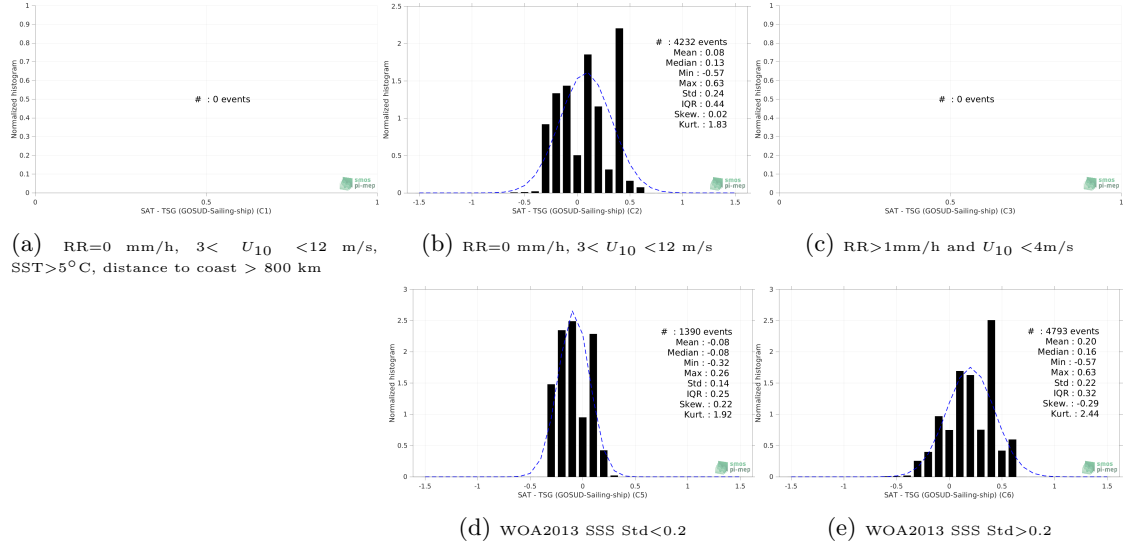 1
0.9
0.8
0.7
0.6
0.5
0.4
0.3
0.2
0.1
0
Normalized histogram
# : 0 events
0 0.5 1
SAT - TSG (GOSUD-Sailing-ship) (C1)
smos
pi-mep
(a) RR=0 mm/h, 3< U10 <12 m/s,
SST>5°C, distance to coast > 800 km
2.5
2
1.5
1
0.5
0
Normalized histogram
# : 4232 events
Mean : 0.08
Median : 0.13
Min : -0.57
Max : 0.63
Std : 0.24
IQR : 0.44
Skew. : 0.02
Kurt. : 1.83
-1.5 -1 -0.5 0 0.5 1 1.5
SAT - TSG (GOSUD-Sailing-ship) (C2)
smos
pi-mep
(b) RR=0 mm/h, 3< U10 <12 m/s
1
0.9
0.8
0.7
0.6
0.5
0.4
0.3
0.2
0.1
0
Normalized histogram
# : 0 events
0 0.5 1
SAT - TSG (GOSUD-Sailing-ship) (C3)
smos
pi-mep
(c) RR>1mm/h and U10 <4m/s
3
2.5
2
1.5
1
0.5
0
Normalized histogram
# : 1390 events
Mean : -0.08
Median : -0.08
Min : -0.32
Max : 0.26
Std : 0.14
IQR : 0.25
Skew. : 0.22
Kurt. : 1.92
-1.5 -1 -0.5 0 0.5 1 1.5
SAT - TSG (GOSUD-Sailing-ship) (C5)
smos
pi-mep
(d) WOA2013 SSS Std<0.2
3
2.5
2
1.5
1
0.5
0
Normalized histogram
# : 4793 events
Mean : 0.20
Median : 0.16
Min : -0.57
Max : 0.63
Std : 0.22
IQR : 0.32
Skew. : -0.29
Kurt. : 2.44
-1.5 -1 -0.5 0 0.5 1 1.5
SAT - TSG (GOSUD-Sailing-ship) (C6)
smos
pi-mep
(e) WOA2013 SSS Std>0.2